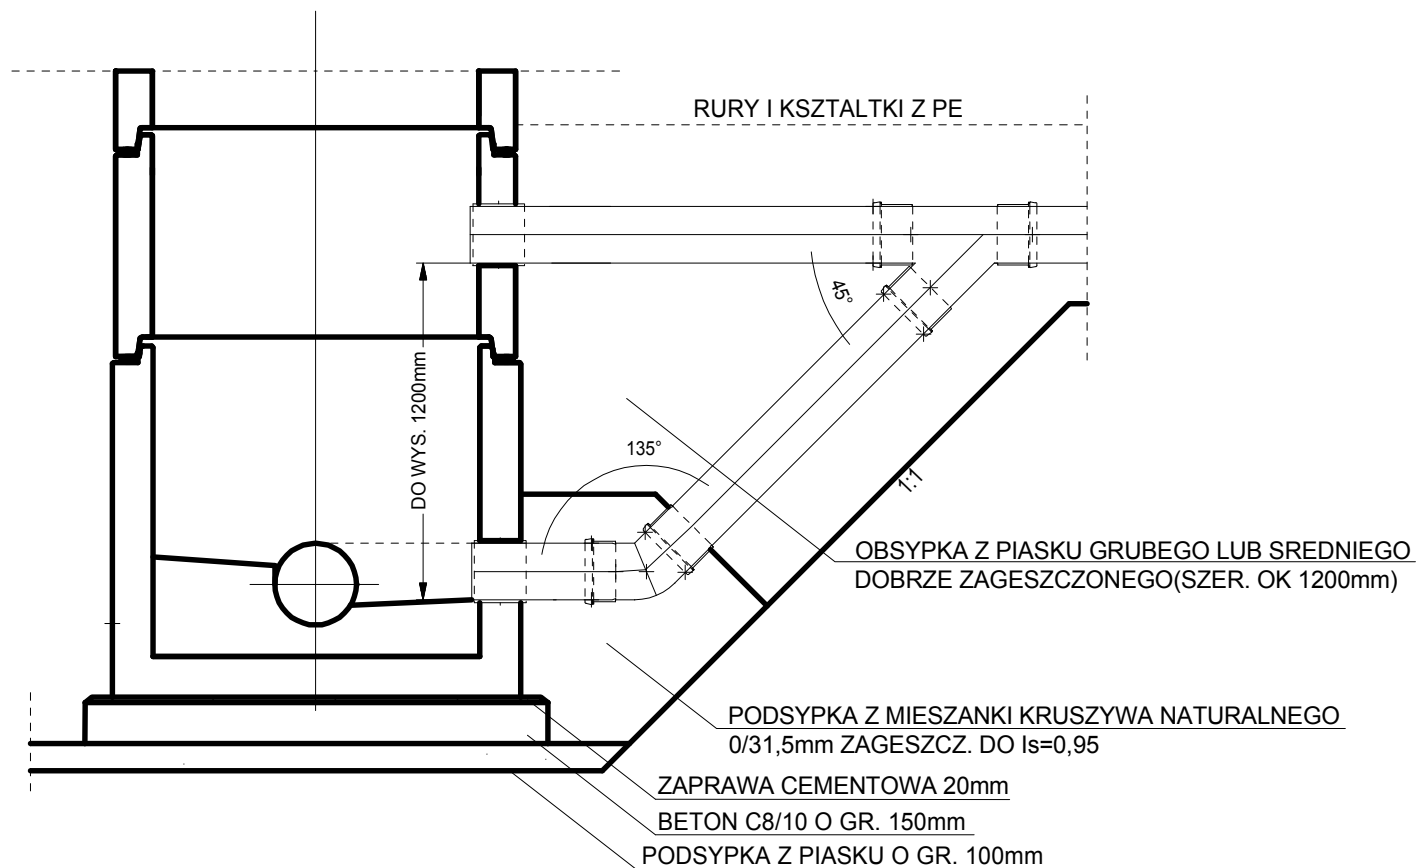 RURY I KSZTALTKI Z PE
45°
DO WYS. 1200mm
135°
1:1
OBSYPKA Z PIASKU GRUBEGO LUB SREDNIEGO
DOBRZE ZAGESZCZONEGO(SZER. OK 1200mm)
PODSYPKA Z MIESZANKI KRUSZYWA NATURALNEGO
0/31,5mm ZAGESZCZ. DO Is=0,95
ZAPRAWA CEMENTOWA 20mm
BETON C8/10 O GR. 150mm
PODSYPKA Z PIASKU O GR. 100mm